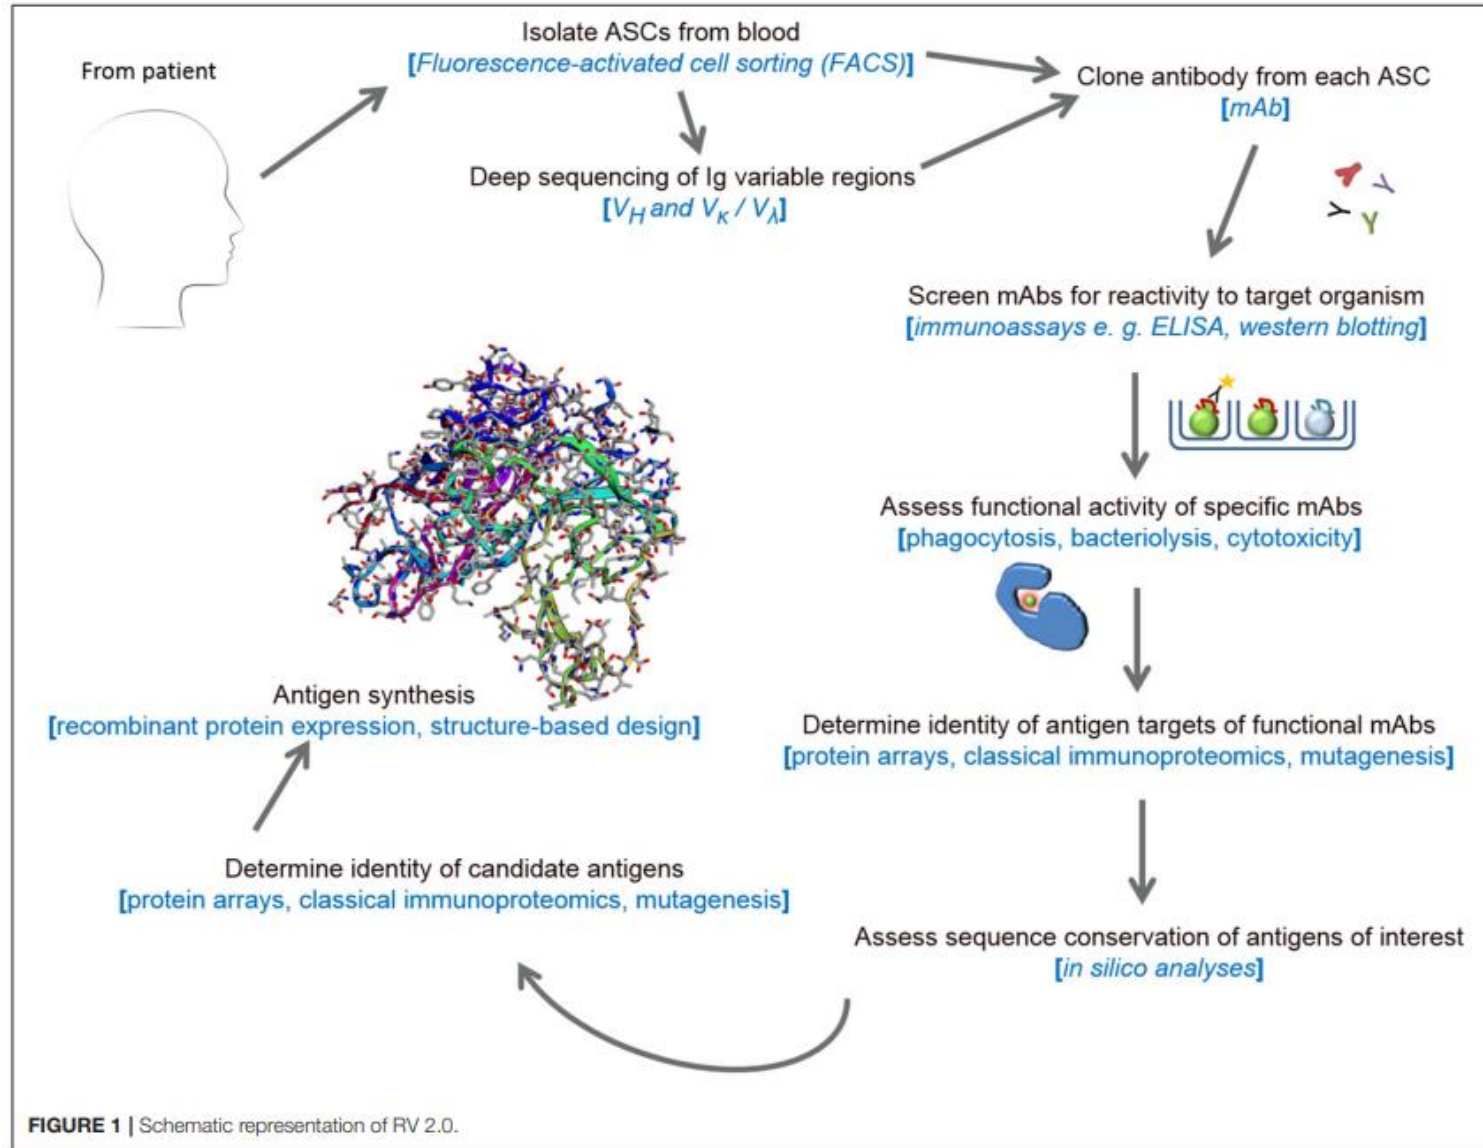 From patient
Isolate ASCs from blood
[Fluorescence-activated cell sorting (FACS)]
Deep sequencing of Ig variable regions
[VH and Vκ / Vλ]
Clone antibody from each ASC
[mAb]
Screen mAbs for reactivity to target organism
[immunoassays e. g. ELISA, western blotting]
Assess functional activity of specific mAbs
[phagocytosis, bacteriolysis, cytotoxicity]
Determine identity of antigen targets of functional mAbs
[protein arrays, classical immunoproteomics, mutagenesis]
Assess sequence conservation of antigens of interest
[in silico analyses]
Determine identity of candidate antigens
[protein arrays, classical immunoproteomics, mutagenesis]
Antigen synthesis
[recombinant protein expression, structure-based design]
FIGURE 1 | Schematic representation of RV 2.0.